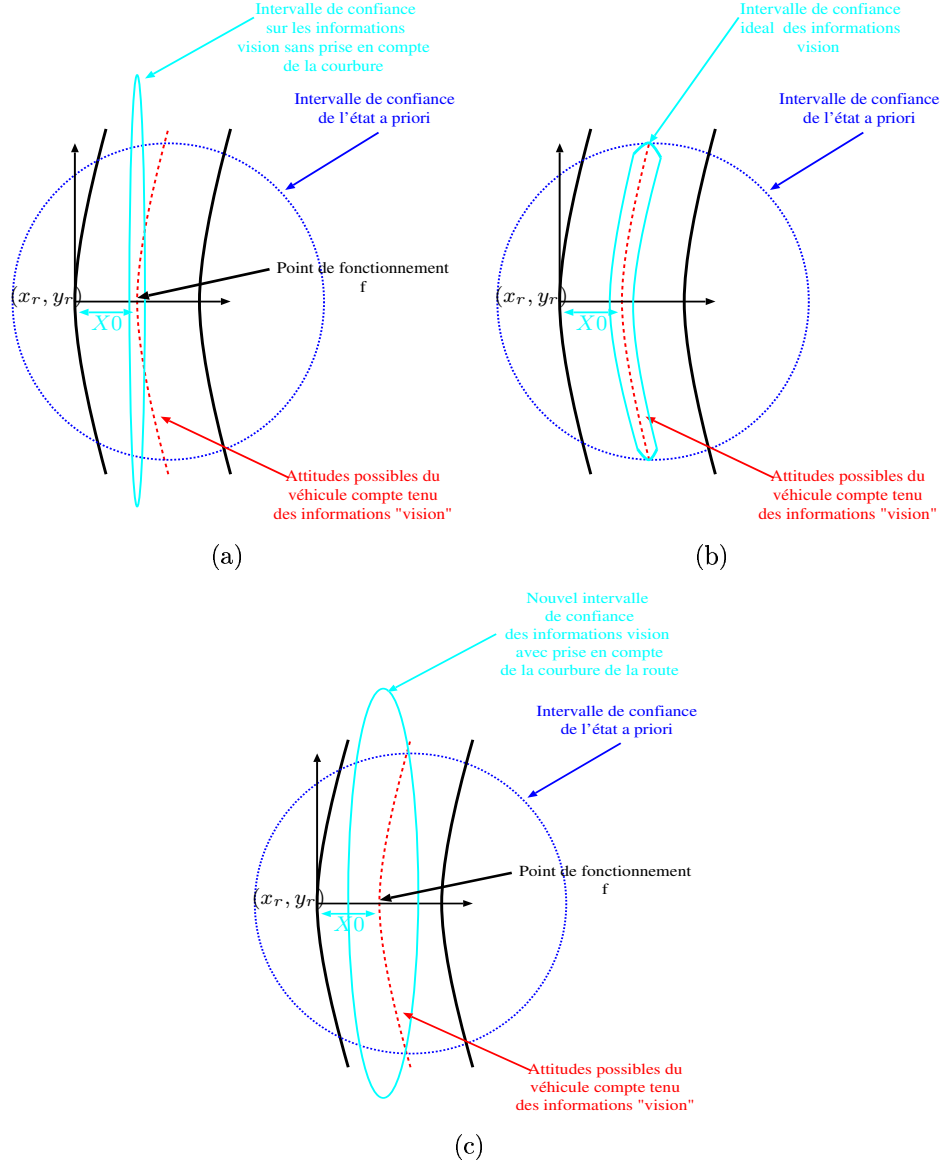 Intervalle de confiance
sur les informations
vision sans prise en compte
de la courbure
Intervalle de confiance
de l'état a priori
Point de fonctionnement
f
(x_r, y_r)
X0
Attitudes possibles du
véhicule compte tenu
des informations "vision"
(a)
Intervalle de confiance
ideal des informations
vision
Intervalle de confiance
de l'état a priori
(x_r, y_r)
X0
Attitudes possibles du
véhicule compte tenu
des informations "vision"
(b)
Nouvel intervalle
de confiance
des informations vision
avec prise en compte
de la courbure de la route
Intervalle de confiance
de l'état a priori
Point de fonctionnement
f
(x_r, y_r)
X0
Attitudes possibles du
véhicule compte tenu
des informations "vision"
(c)